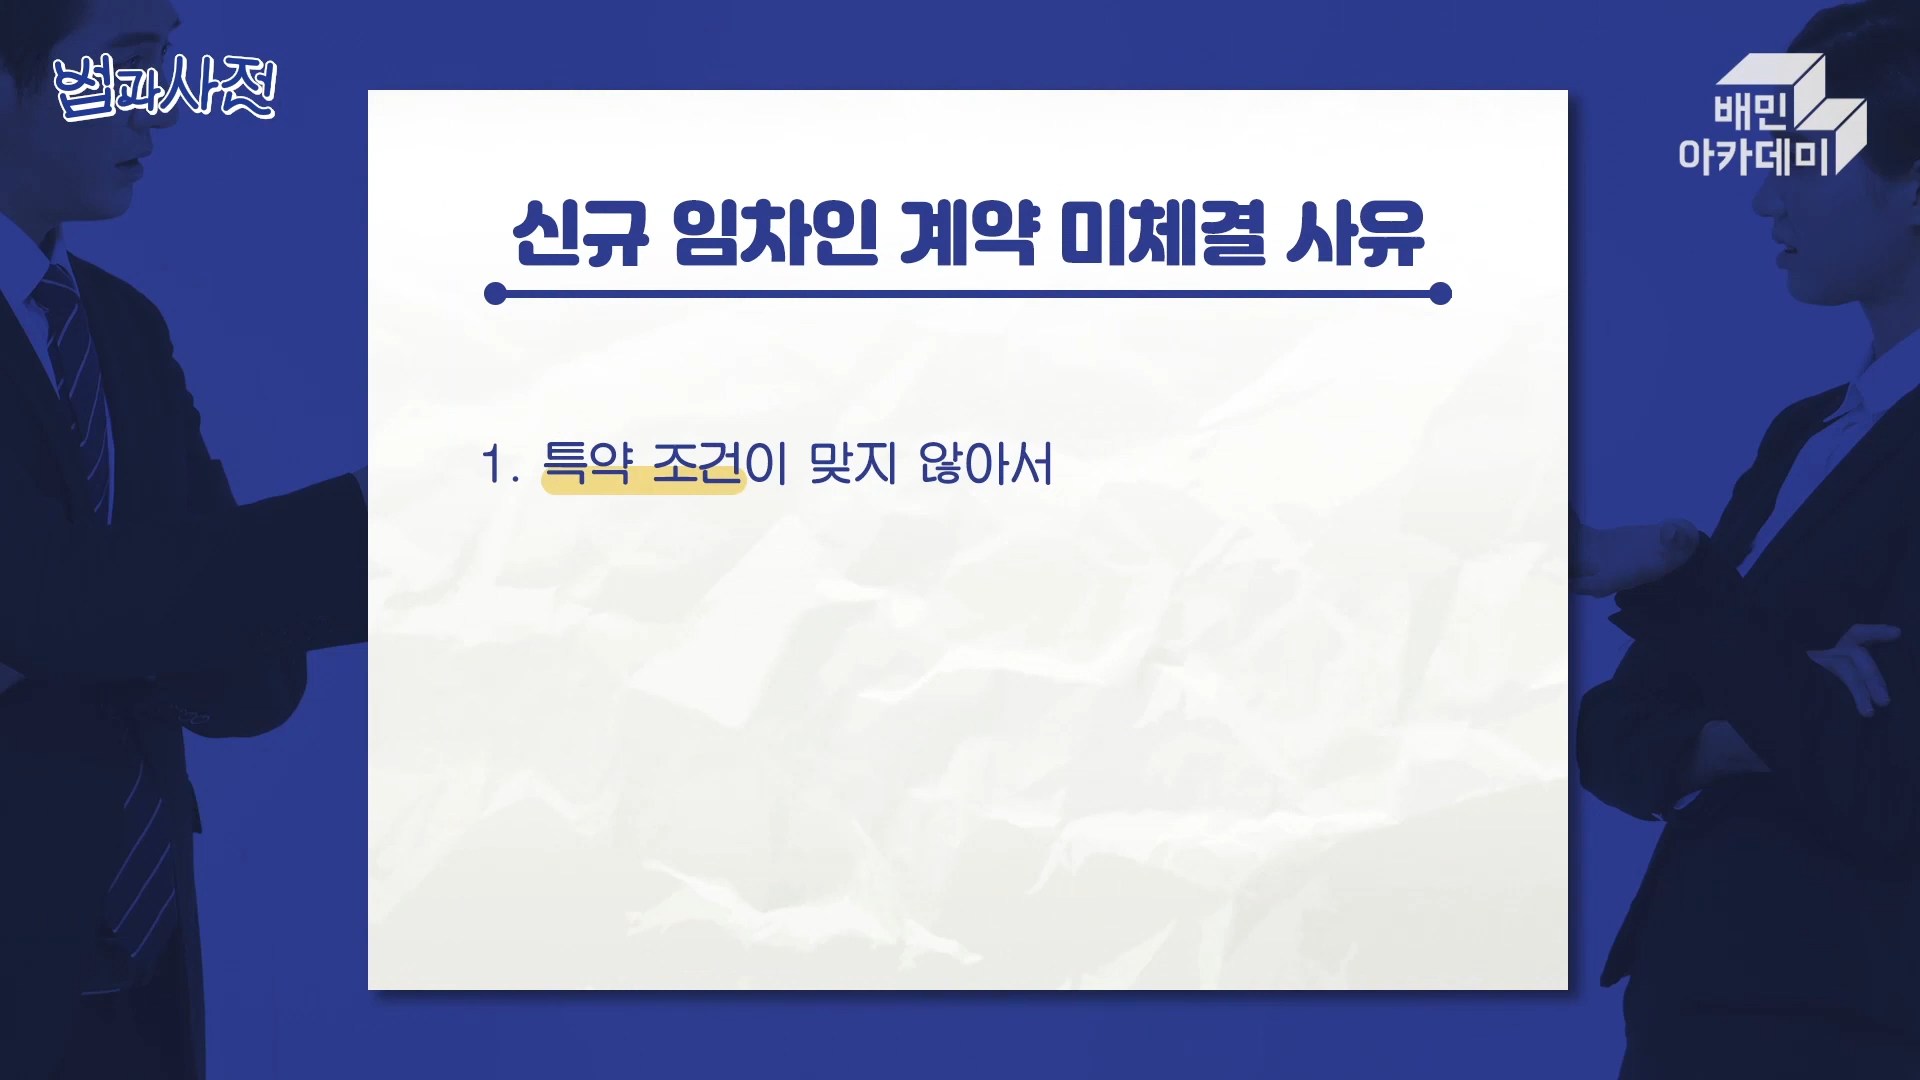 법과사전
배민
아카데미
신규 임차인 계약 미체결 사유
1. 특약 조건이 맞지 않아서